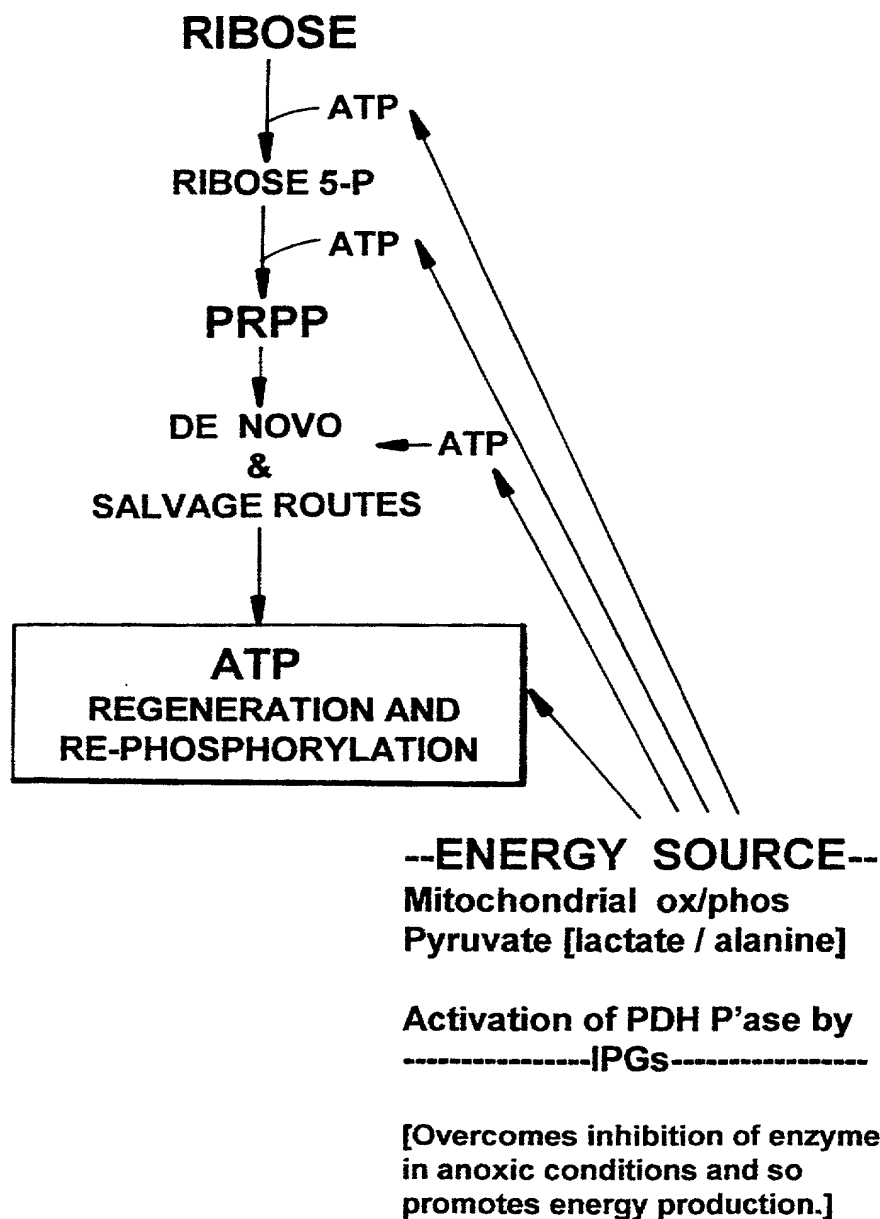 RIBOSE
ATP
RIBOSE 5-P
ATP
PRPP
DE NOVO
ATP
&
SALVAGE ROUTES
ATP
REGENERATION AND
RE-PHOSPHORYLATION
--ENERGY SOURCE--
Mitochondrial ox/phos
Pyruvate [lactate / alanine]
Activation of PDH P'ase by
----------------IPGs-----------------
[Overcomes inhibition of enzyme
in anoxic conditions and so
promotes energy production.]